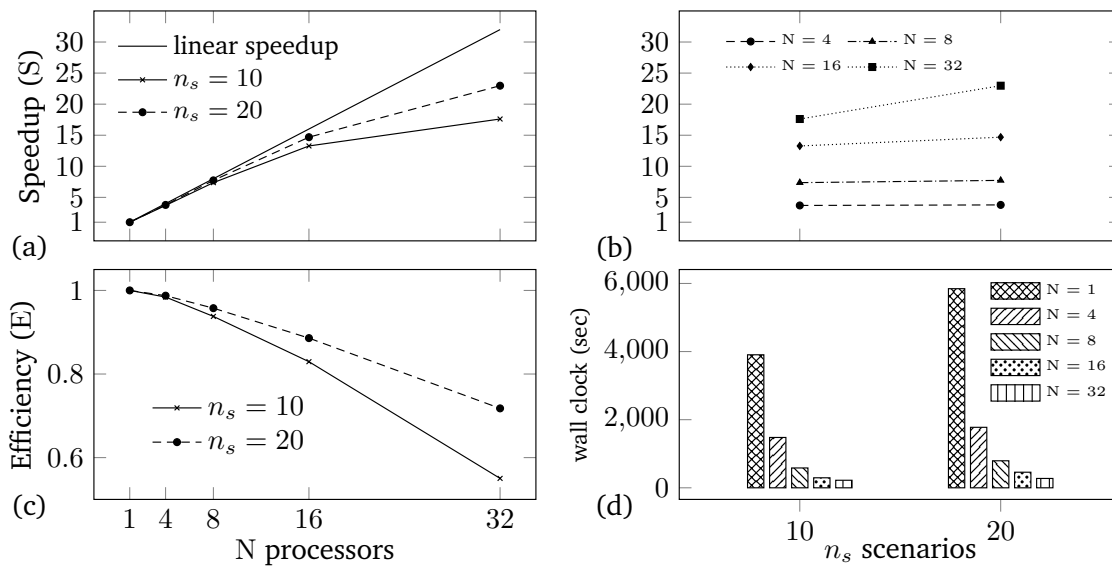 30
25
20
15
10
5
1
Speedup (S)
linear speedup
n_s = 10
n_s = 20
(a)
30
25
20
15
10
5
1
N = 4
N = 8
N = 16
N = 32
(b)
1
0.8
0.6
Efficiency (E)
n_s = 10
n_s = 20
(c)
1 4 8 16 32
N processors
6,000
4,000
2,000
0
wall clock (sec)
N = 1
N = 4
N = 8
N = 16
N = 32
(d)
10 20
n_s scenarios